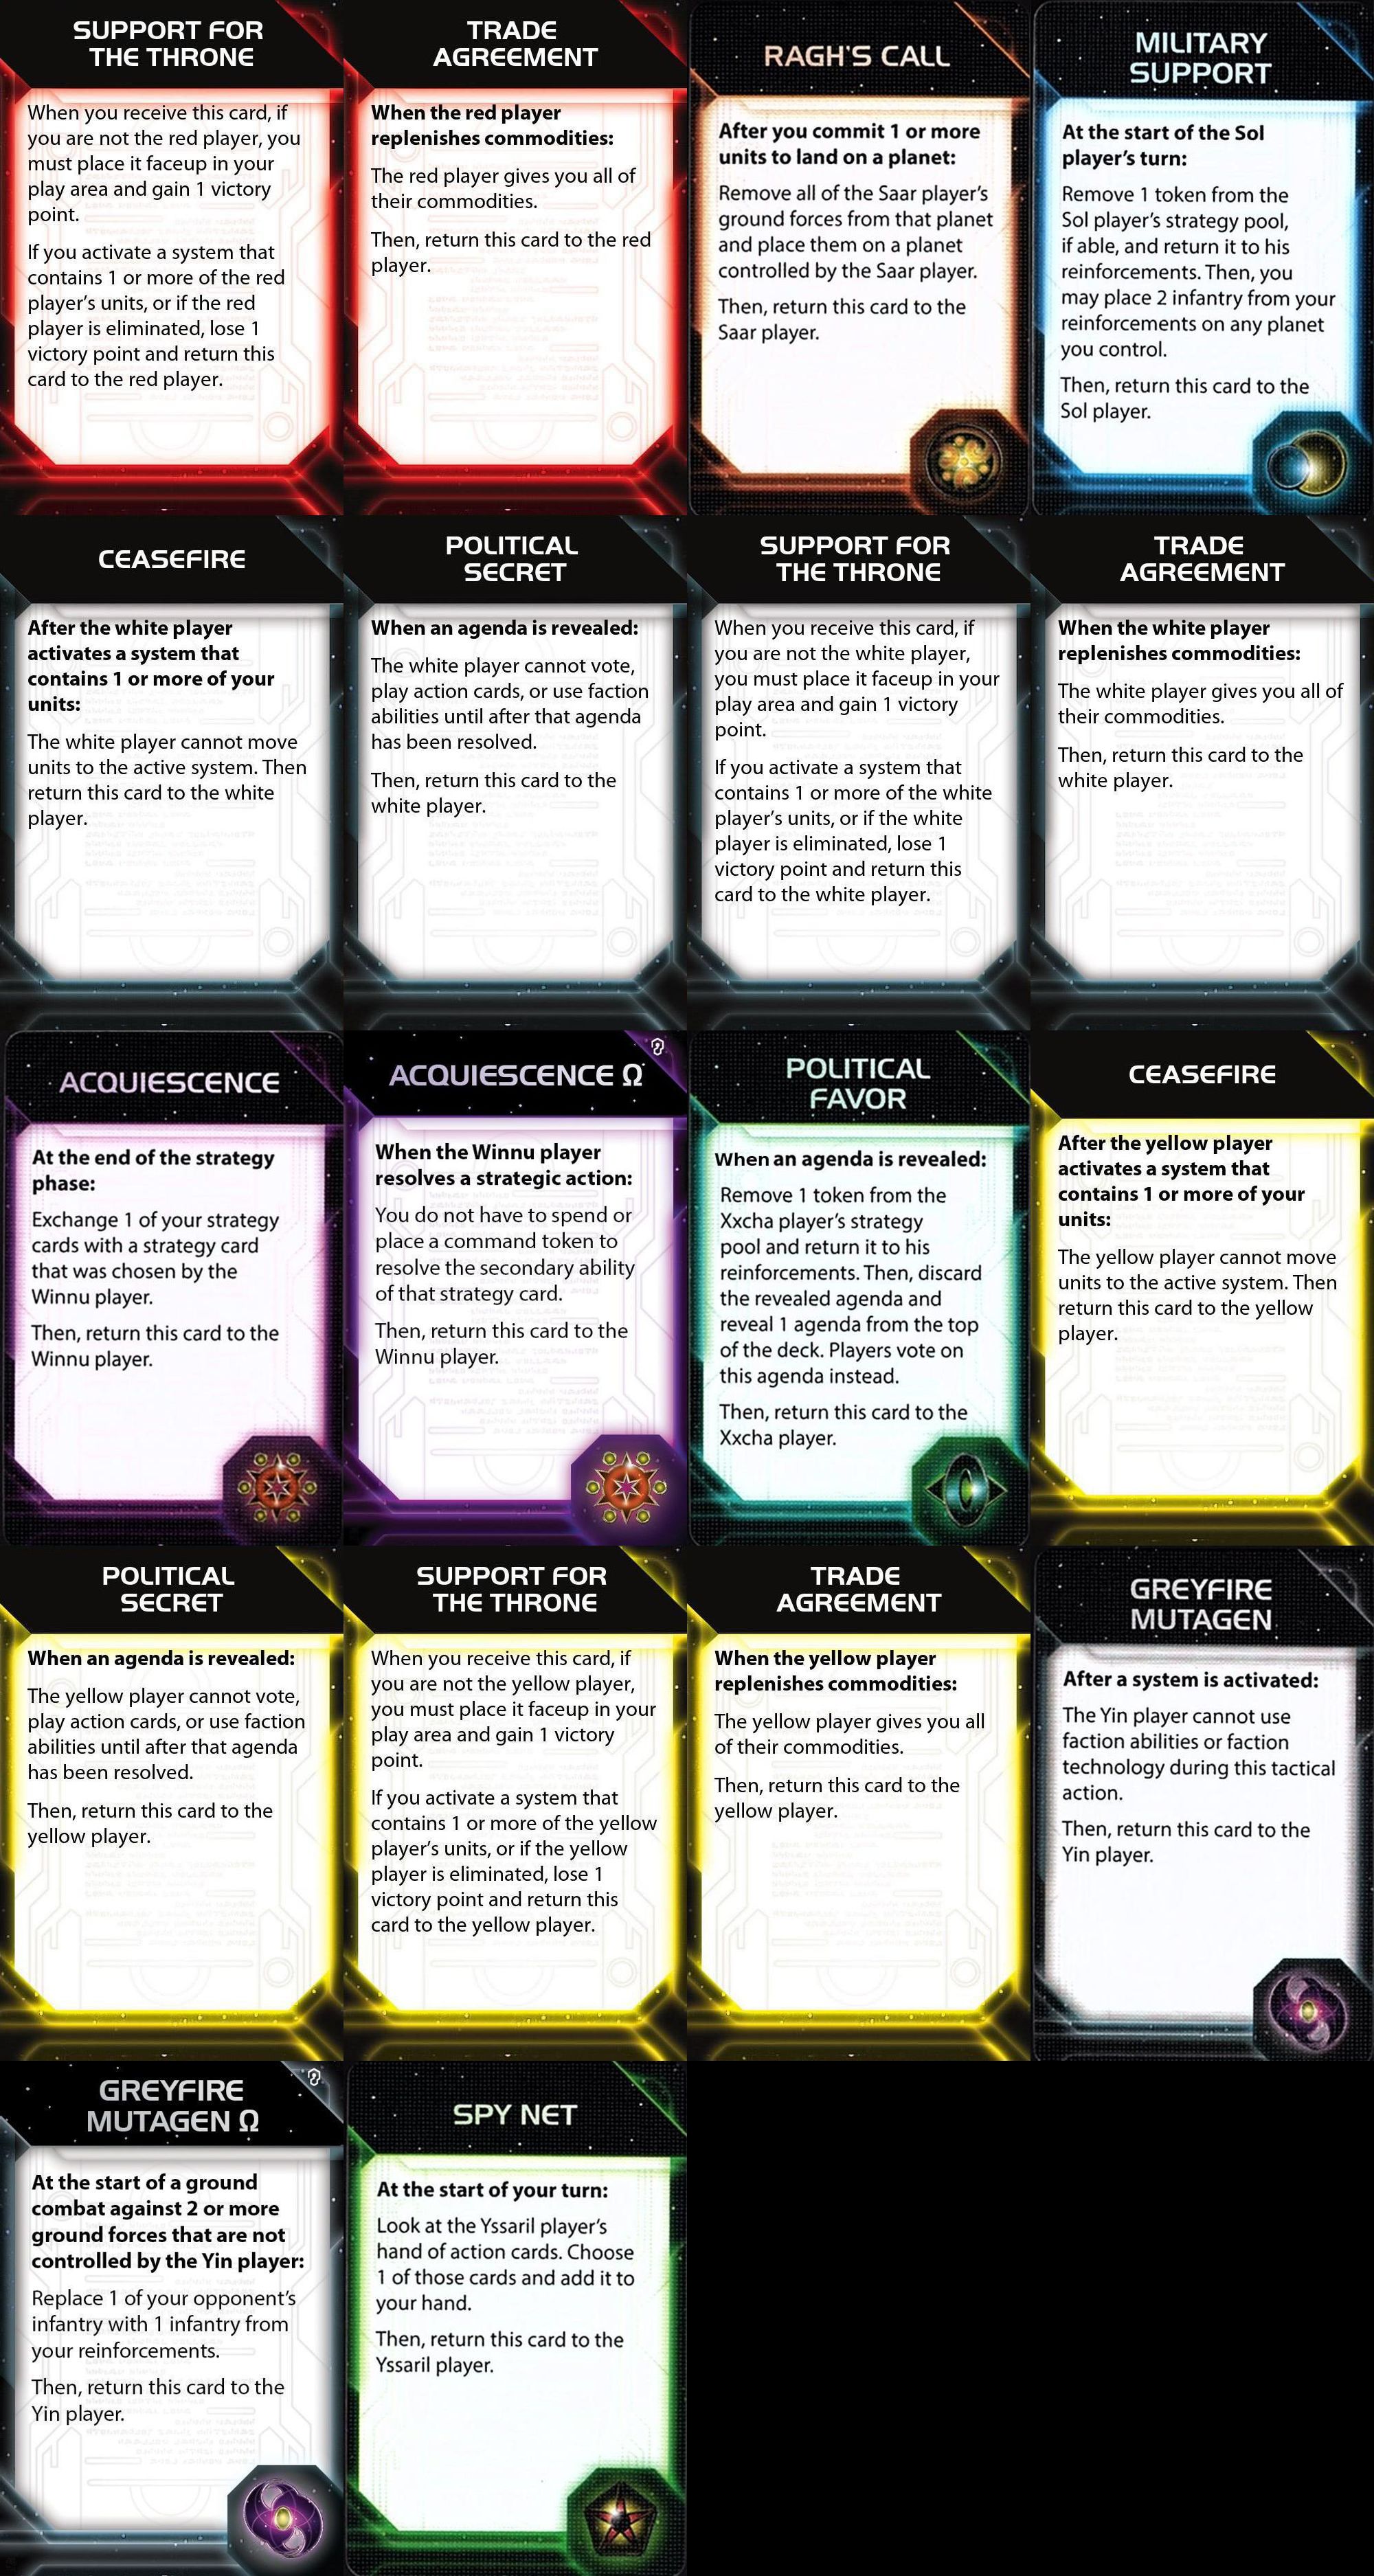 SUPPORT FOR
THE THRONE
When you receive this card, if
you are not the red player, you
must place it faceup in your
play area and gain 1 victory
point.
If you activate a system that
contains 1 or more of the red
player's units, or if the red
player is eliminated, lose 1
victory point and return this
card to the red player.
TRADE
AGREEMENT
When the red player
replenishes commodities:
The red player gives you all of
their commodities.
Then, return this card to the red
player.
RAGH'S CALL
After you commit 1 or more
units to land on a planet:
Remove all of the Saar player's
ground forces from that planet
and place them on a planet
controlled by the Saar player.
Then, return this card to the
Saar player.
MILITARY
SUPPORT
At the start of the Sol
player's turn:
Remove 1 token from the
Sol player's strategy pool,
if able, and return it to his
reinforcements. Then, you
may place 2 infantry from your
reinforcements on any planet
you control.
Then, return this card to the
Sol player.
CEASEFIRE
After the white player
activates a system that
contains 1 or more of your
units:
The white player cannot move
units to the active system. Then
return this card to the white
player.
POLITICAL
SECRET
When an agenda is revealed:
The white player cannot vote,
play action cards, or use faction
abilities until after that agenda
has been resolved.
Then, return this card to the
white player.
SUPPORT FOR
THE THRONE
When you receive this card, if
you are not the white player,
you must place it faceup in your
play area and gain 1 victory
point.
If you activate a system that
contains 1 or more of the white
player's units, or if the white
player is eliminated, lose 1
victory point and return this
card to the white player.
TRADE
AGREEMENT
When the white player
replenishes commodities:
The white player gives you all of
their commodities.
Then, return this card to the
white player.
ACQUIESCENCE
At the end of the strategy
phase:
Exchange 1 of your strategy
cards with a strategy card
that was chosen by the
Winnu player.
Then, return this card to the
Winnu player.
ACQUIESCENCE Ω
When the Winnu player
resolves a strategic action:
You do not have to spend or
place a command token to
resolve the secondary ability
of that strategy card.
Then, return this card to the
Winnu player.
POLITICAL
FAVOR
When an agenda is revealed:
Remove 1 token from the
Xxcha player's strategy
pool and return it to his
reinforcements. Then, discard
the revealed agenda and
reveal 1 agenda from the top
of the deck. Players vote on
this agenda instead.
Then, return this card to the
Xxcha player.
CEASEFIRE
After the yellow player
activates a system that
contains 1 or more of your
units:
The yellow player cannot move
units to the active system. Then
return this card to the yellow
player.
POLITICAL
SECRET
When an agenda is revealed:
The yellow player cannot vote,
play action cards, or use faction
abilities until after that agenda
has been resolved.
Then, return this card to the
yellow player.
SUPPORT FOR
THE THRONE
When you receive this card, if
you are not the yellow player,
you must place it faceup in your
play area and gain 1 victory
point.
If you activate a system that
contains 1 or more of the yellow
player's units, or if the yellow
player is eliminated, lose 1
victory point and return this
card to the yellow player.
TRADE
AGREEMENT
When the yellow player
replenishes commodities:
The yellow player gives you all
of their commodities.
Then, return this card to the
yellow player.
GREYFIRE
MUTAGEN
After a system is activated:
The Yin player cannot use
faction abilities or faction
technology during this tactical
action.
Then, return this card to the
Yin player.
GREYFIRE
MUTAGEN Ω
At the start of a ground
combat against 2 or more
ground forces that are not
controlled by the Yin player:
Replace 1 of your opponent's
infantry with 1 infantry from
your reinforcements.
Then, return this card to the
Yin player.
SPY NET
At the start of your turn:
Look at the Yssaril player's
hand of action cards. Choose
1 of those cards and add it to
your hand.
Then, return this card to the
Yssaril player.